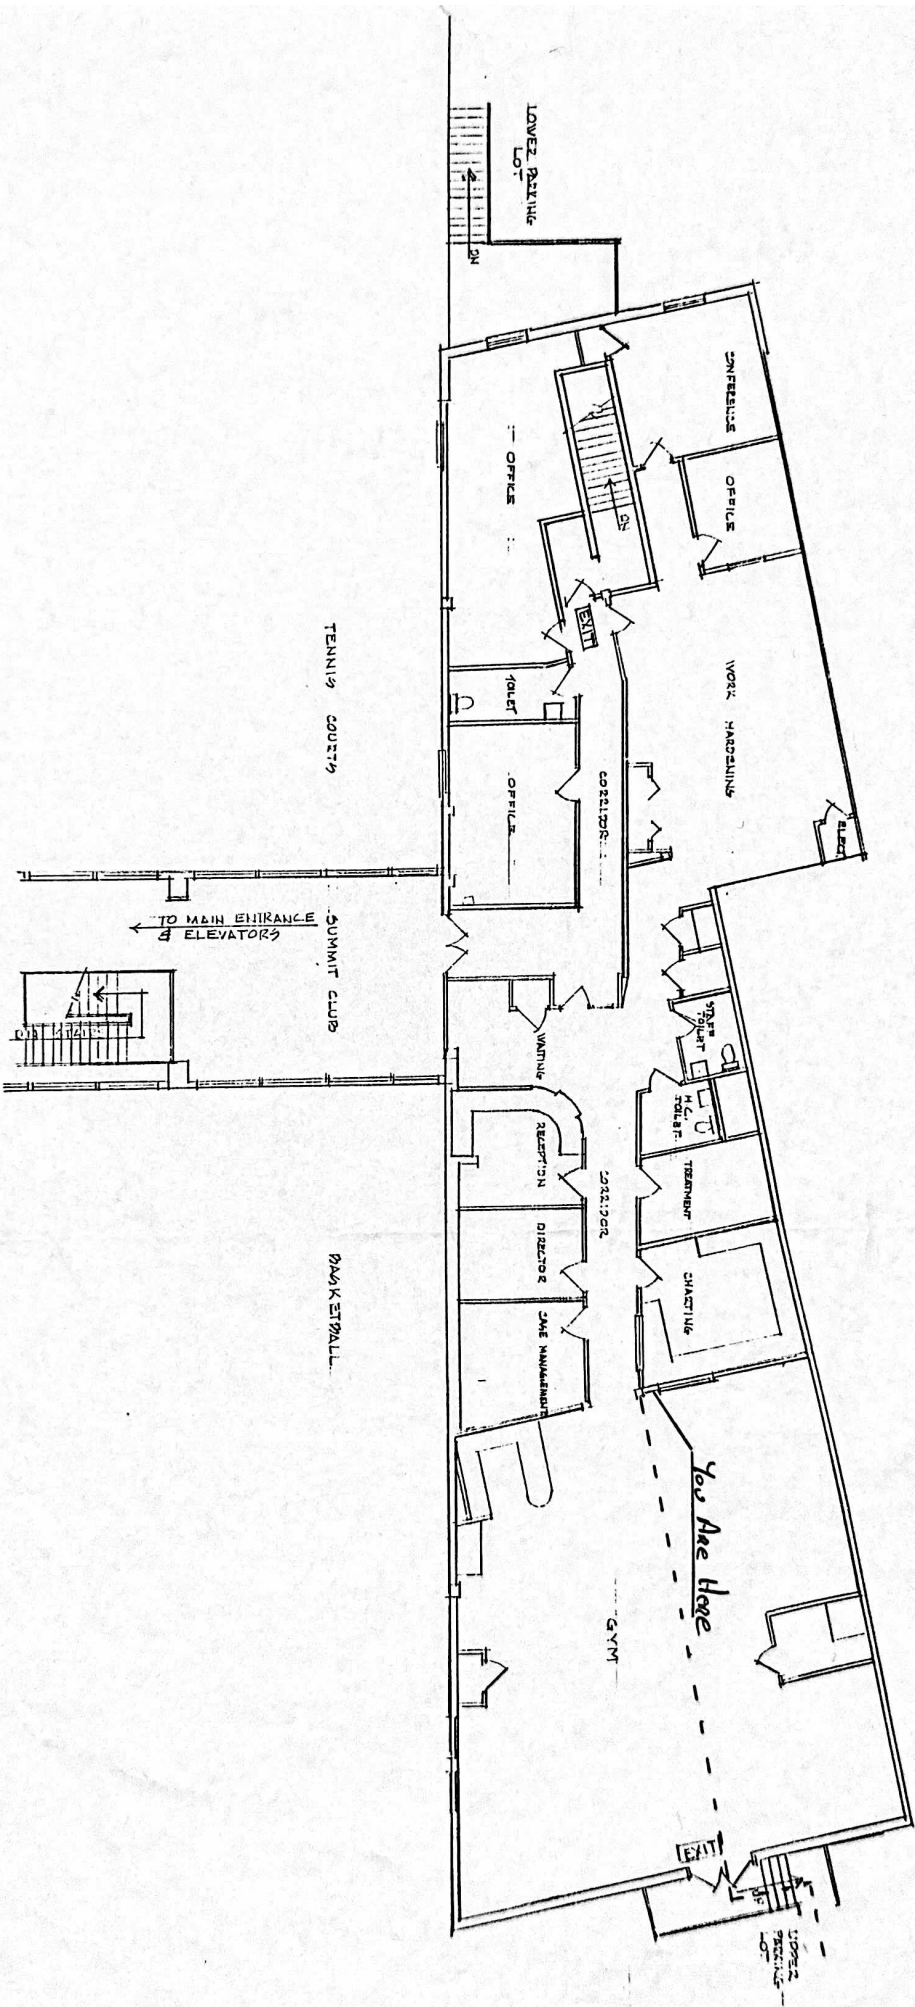 LOWER PARKING
LOT
DN
CONFERENCE
OFFICE
OFFICE
DN
EXIT
WORK HARDENING
TOILET
OFFICE
CORRIDOR
ELEC.
TENNIS COURTS
TO MAIN ENTRANCE
& ELEVATORS
SUMMIT CLUB
WAITING
STAFF
TOILET
H.C.
TOILET
RECEPTION
CORRIDOR
TREATMENT
DIRECTOR
CHARTING
CASE MANAGEMENT
BASKETBALL
You Are Here
GYM
EXIT
UP
UPPER
PARKING
LOT